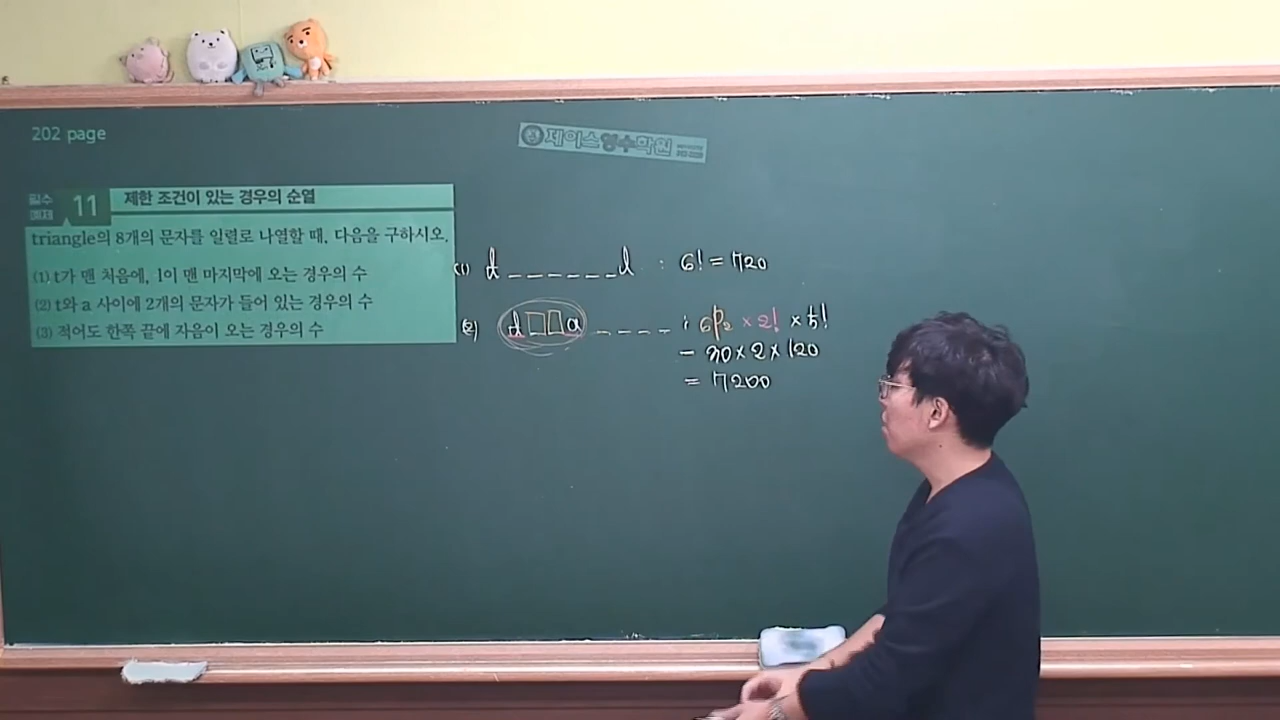 202 page
제이스영수학원
필수 예제 11 제한 조건이 있는 경우의 순열
triangle의 8개의 문자를 일렬로 나열할 때, 다음을 구하시오.
(1) t가 맨 처음에, l이 맨 마지막에 오는 경우의 수
(2) t와 a 사이에 2개의 문자가 들어 있는 경우의 수
(3) 적어도 한쪽 끝에 자음이 오는 경우의 수
(1) t _ _ _ _ _ _ l : 6! = 720
(2) t □ □ a _ _ _ _ : 6P2 × 2! × 5!
= 30 × 2 × 120
= 7200